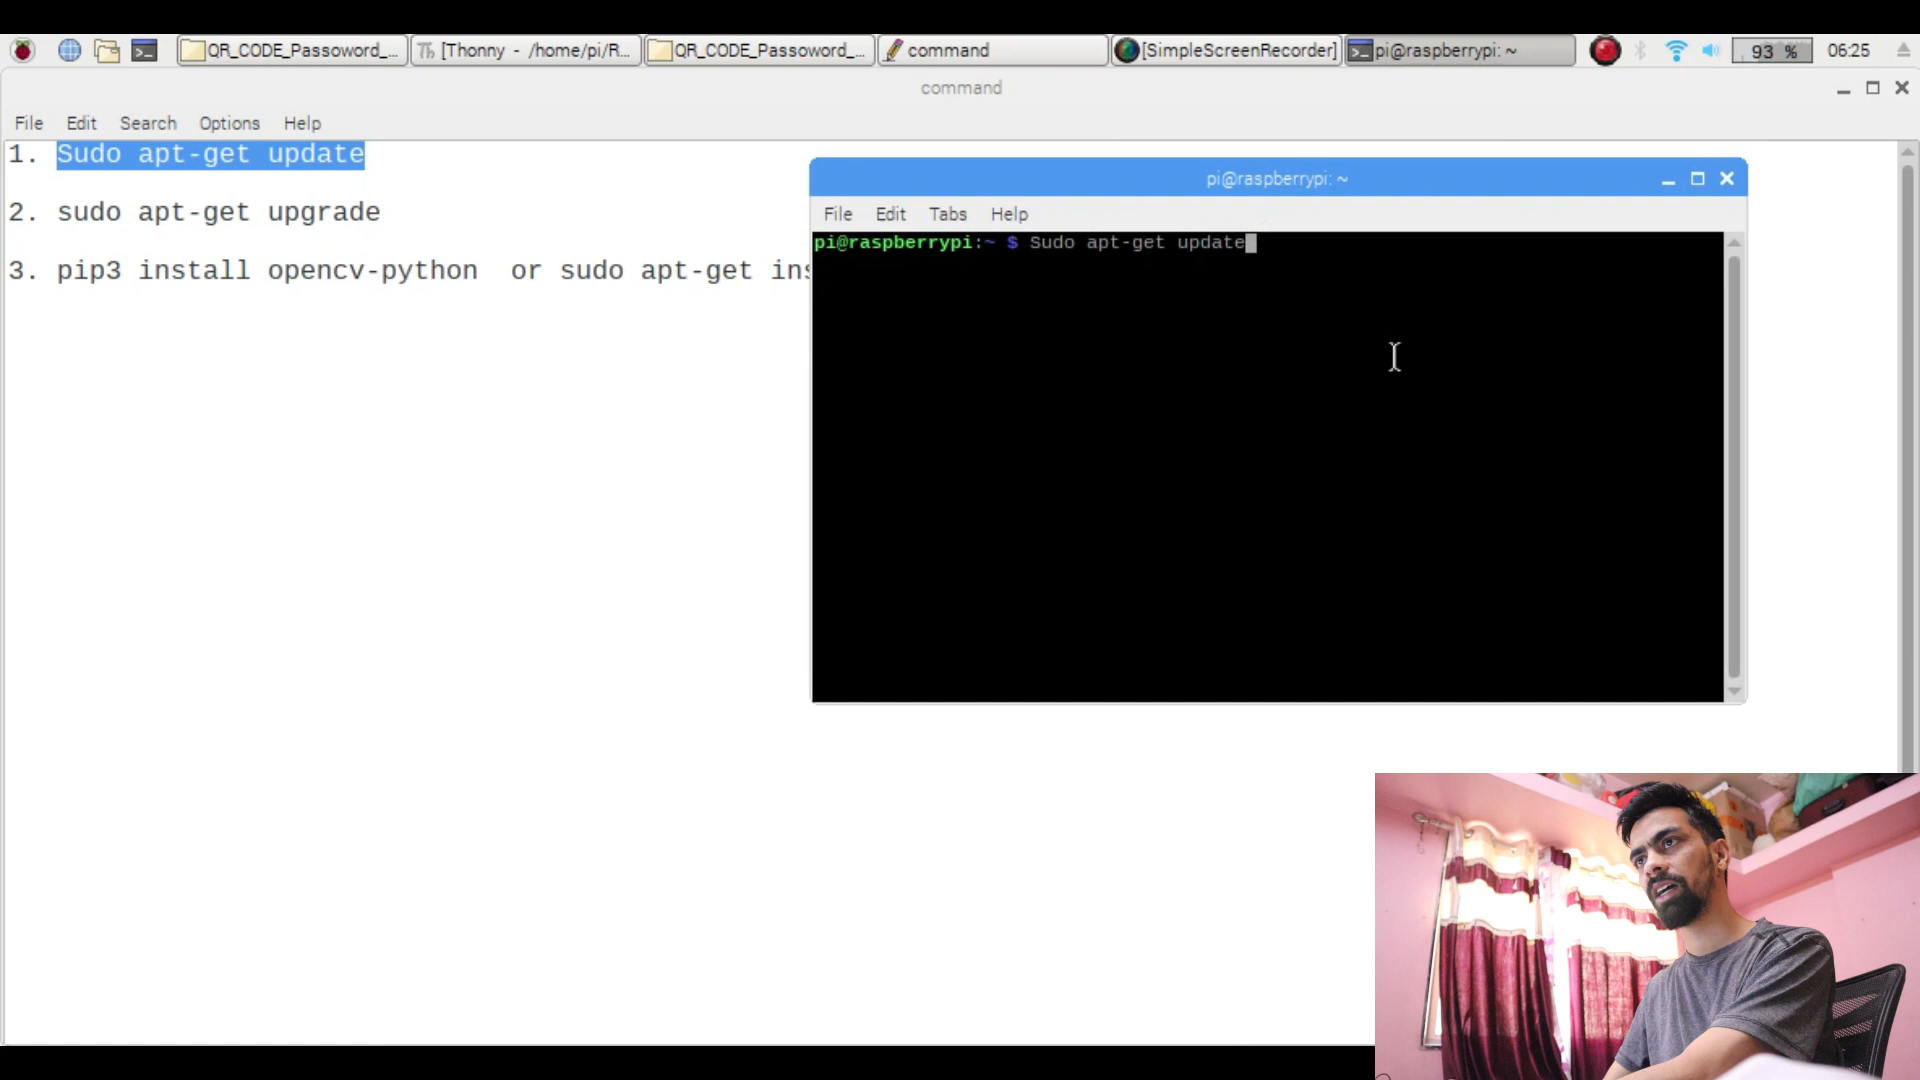 QR_CODE_Passoword_...
[Thonny - /home/pi/R...
QR_CODE_Passoword_...
command
[SimpleScreenRecorder]
pi@raspberrypi: ~
93 %
06:25
command
File Edit Search Options Help
1. Sudo apt-get update
2. sudo apt-get upgrade
3. pip3 install opencv-python or sudo apt-get ins
pi@raspberrypi: ~
File Edit Tabs Help
pi@raspberrypi:~ $ Sudo apt-get update